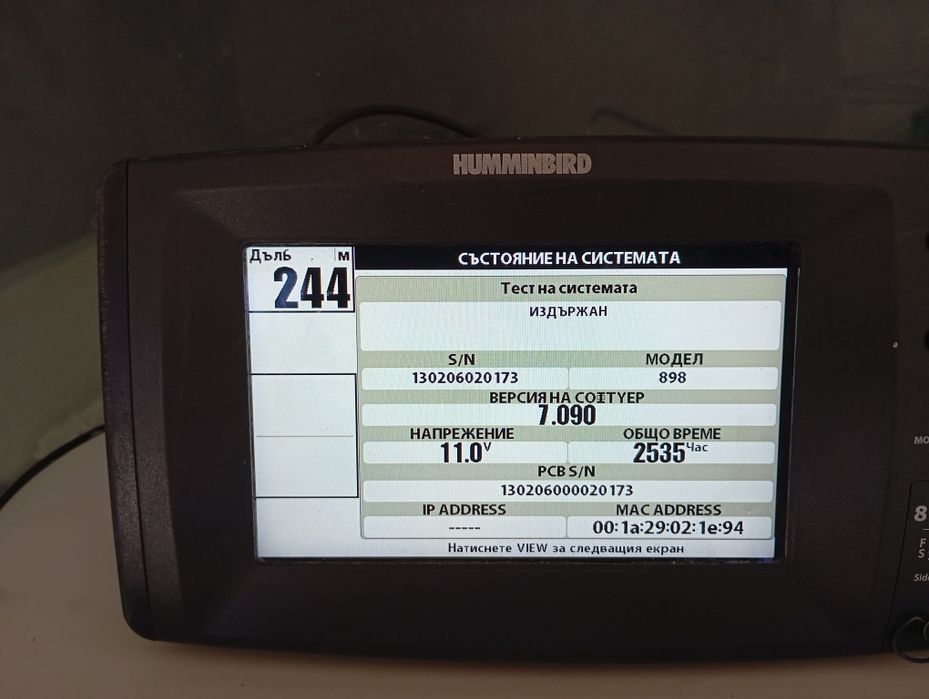 HUMMINBIRD
Дълб м
244
СЪСТОЯНИЕ НА СИСТЕМАТА
Тест на системата
ИЗДЪРЖАН
S/N МОДЕЛ
130206020173 898
ВЕРСИЯ НА СОІТУЕР
7.090
НАПРЕЖЕНИЕ ОБЩО ВРЕМЕ
11.0V 2535Час
PCB S/N
130206000020173
IP ADDRESS MAC ADDRESS
----- 00:1a:29:02:1e:94
Натиснете VIEW за следващия екран
8